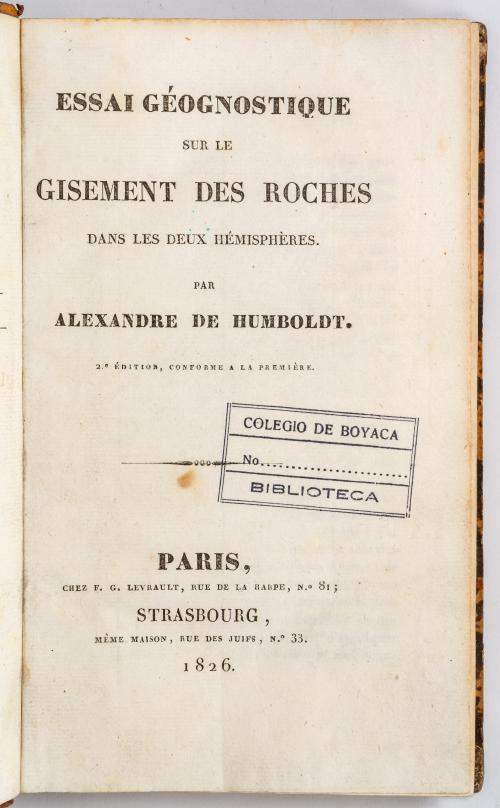 ESSAI GÉOGNOSTIQUE
SUR LE
GISEMENT DES ROCHES
DANS LES DEUX HÉMISPHÈRES.
PAR
ALEXANDRE DE HUMBOLDT.
2.e ÉDITION, CONFORME A LA PREMIÈRE.
COLEGIO DE BOYACA
No........................
BIBLIOTECA
PARIS,
CHEZ F. G. LEVRAULT, RUE DE LA HARPE, N.o 81;
STRASBOURG,
MÊME MAISON, RUE DES JUIFS, N.o 33.
1826.